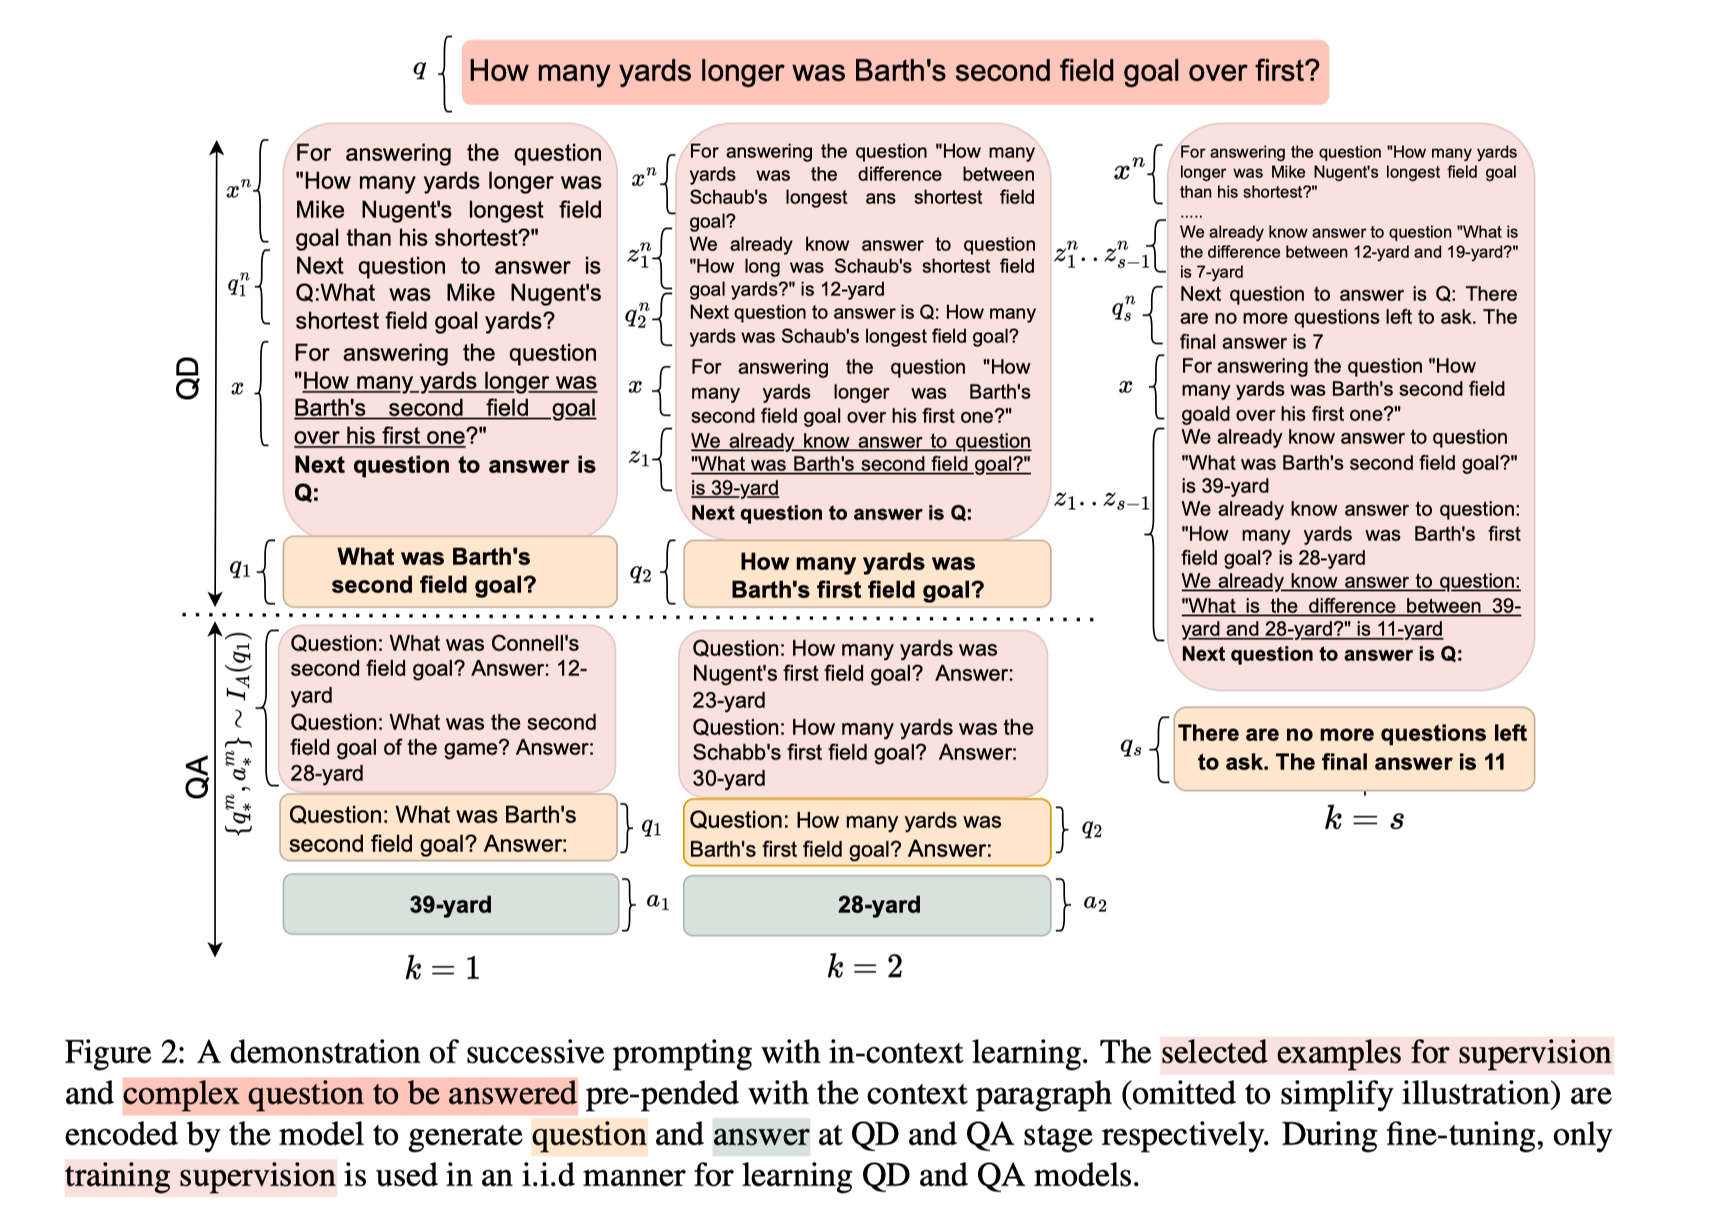 q
How many yards longer was Barth's second field goal over first?
QD
xⁿ
For answering the question
"How many yards longer was
Mike Nugent's longest field
goal than his shortest?"
q₁ⁿ
Next question to answer is
Q:What was Mike Nugent's
shortest field goal yards?
x
For answering the question
"How many yards longer was
Barth's second field goal
over his first one?"
Next question to answer is
Q:
q₁
What was Barth's
second field goal?
xⁿ
For answering the question "How many
yards was the difference between
Schaub's longest ans shortest field
goal?
z₁ⁿ
We already know answer to question
"How long was Schaub's shortest field
goal yards?" is 12-yard
q₂ⁿ
Next question to answer is Q: How many
yards was Schaub's longest field goal?
x
For answering the question "How
many yards longer was Barth's
second field goal over his first one?"
z₁
We already know answer to question
"What was Barth's second field goal?"
is 39-yard
Next question to answer is Q:
q₂
How many yards was
Barth's first field goal?
xⁿ
For answering the question "How many yards
longer was Mike Nugent's longest field goal
than his shortest?"
.....
z₁ⁿ . . zₛ₋₁ⁿ
We already know answer to question "What is
the difference between 12-yard and 19-yard?"
is 7-yard
qₛⁿ
Next question to answer is Q: There
are no more questions left to ask. The
final answer is 7
x
For answering the question "How
many yards was Barth's second field
goald over his first one?"
z₁ . . zₛ₋₁
We already know answer to question
"What was Barth's second field goal?"
is 39-yard
We already know answer to question:
"How many yards was Barth's first
field goal? is 28-yard
We already know answer to question:
"What is the difference between 39-
yard and 28-yard?" is 11-yard
Next question to answer is Q:
qₛ
There are no more questions left
to ask. The final answer is 11
k = s
QA
{q*ᵐ, a*ᵐ} ~ I_A(q₁)
Question: What was Connell's
second field goal? Answer: 12-
yard
Question: What was the second
field goal of the game? Answer:
28-yard
Question: What was Barth's
second field goal? Answer:
q₁
39-yard
a₁
k = 1
Question: How many yards was
Nugent's first field goal? Answer:
23-yard
Question: How many yards was the
Schabb's first field goal? Answer:
30-yard
Question: How many yards was
Barth's first field goal? Answer:
q₂
28-yard
a₂
k = 2
Figure 2: A demonstration of successive prompting with in-context learning. The selected examples for supervision
and complex question to be answered pre-pended with the context paragraph (omitted to simplify illustration) are
encoded by the model to generate question and answer at QD and QA stage respectively. During fine-tuning, only
training supervision is used in an i.i.d manner for learning QD and QA models.